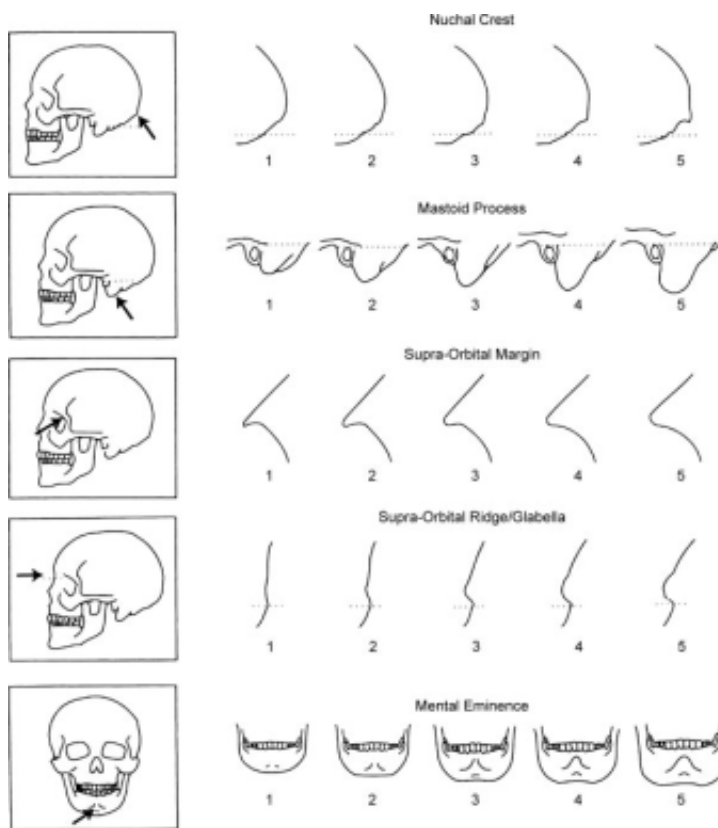 Nuchal Crest
1 2 3 4 5
Mastoid Process
1 2 3 4 5
Supra-Orbital Margin
1 2 3 4 5
Supra-Orbital Ridge/Glabella
1 2 3 4 5
Mental Eminence
1 2 3 4 5